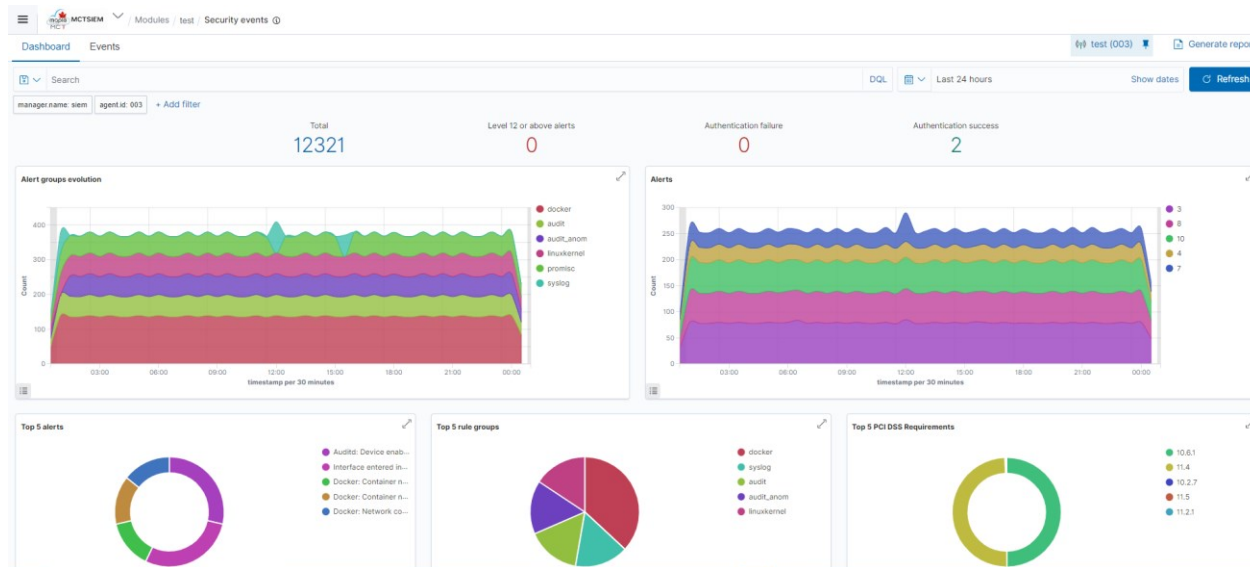 maple
MCT
MCTSIEM / Modules / test / Security events
Dashboard Events
test (003) Generate repor
Search DQL Last 24 hours Show dates Refresh
manager.name: siem agent.id: 003 + Add filter
Total Level 12 or above alerts Authentication failure Authentication success
12321 0 0 2
Alert groups evolution
400
300
200
100
0
Count
03:00 06:00 09:00 12:00 15:00 18:00 21:00 00:00
timestamp per 30 minutes
docker
audit
audit_anom
linuxkernel
promisc
syslog
Alerts
300
250
200
150
100
50
0
Count
03:00 06:00 09:00 12:00 15:00 18:00 21:00 00:00
timestamp per 30 minutes
3
8
10
4
7
Top 5 alerts
Auditd: Device enab...
Interface entered in...
Docker: Container n...
Docker: Container n...
Docker: Network co...
Top 5 rule groups
docker
syslog
audit
audit_anom
linuxkernel
Top 5 PCI DSS Requirements
10.6.1
11.4
10.2.7
11.5
11.2.1